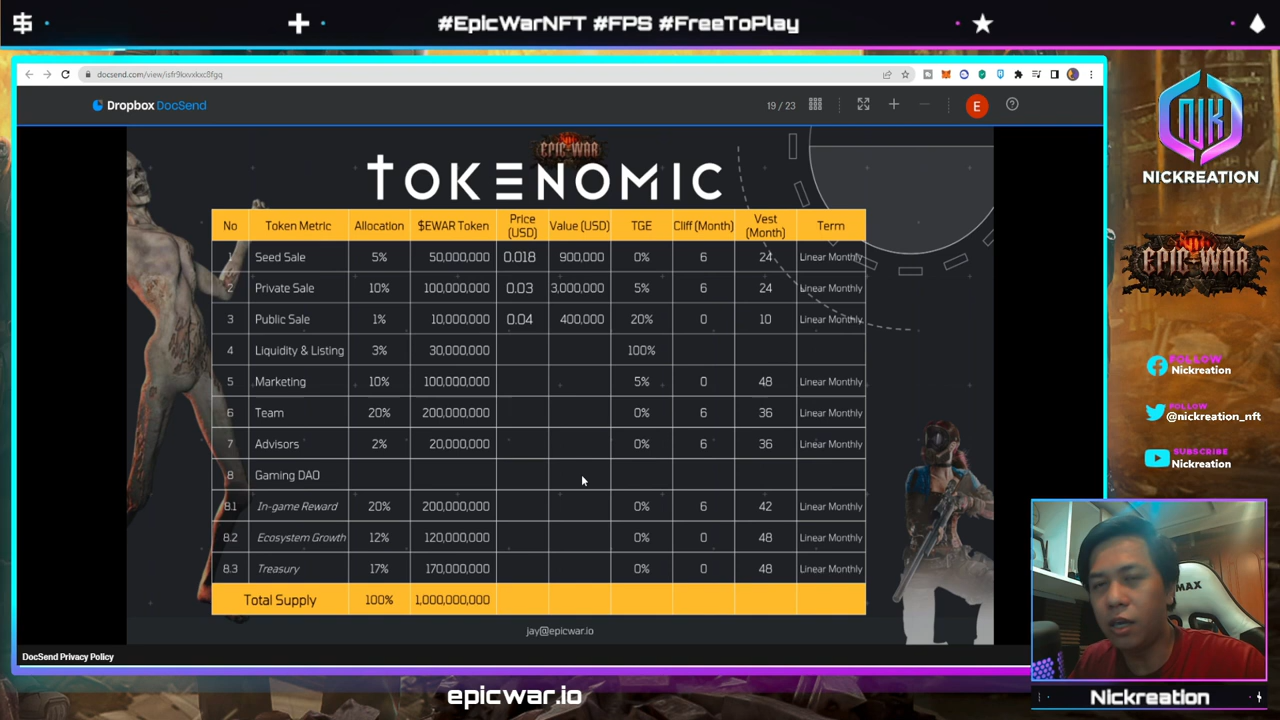 #EpicWarNFT #FPS #FreeToPlay
docsend.com/view/isfr9kxvxkxc8fgq
Dropbox DocSend
19 / 23
E
NICKREATION
EPIC-WAR
TOKENOMIC
No Token Metric Allocation $EWAR Token Price (USD) Value (USD) TGE Cliff (Month) Vest (Month) Term
1 Seed Sale 5% 50,000,000 0.018 900,000 0% 6 24 Linear Monthly
2 Private Sale 10% 100,000,000 0.03 3,000,000 5% 6 24 Linear Monthly
3 Public Sale 1% 10,000,000 0.04 400,000 20% 0 10 Linear Monthly
4 Liquidity & Listing 3% 30,000,000 100%
5 Marketing 10% 100,000,000 5% 0 48 Linear Monthly
6 Team 20% 200,000,000 0% 6 36 Linear Monthly
7 Advisors 2% 20,000,000 0% 6 36 Linear Monthly
8 Gaming DAO
8.1 In-game Reward 20% 200,000,000 0% 6 42 Linear Monthly
8.2 Ecosystem Growth 12% 120,000,000 0% 0 48 Linear Monthly
8.3 Treasury 17% 170,000,000 0% 0 48 Linear Monthly
Total Supply 100% 1,000,000,000
jay@epicwar.io
DocSend Privacy Policy
EPIC-WAR
FOLLOW
Nickreation
FOLLOW
@nickreation_nft
SUBSCRIBE
Nickreation
MAX
epicwar.io
Nickreation